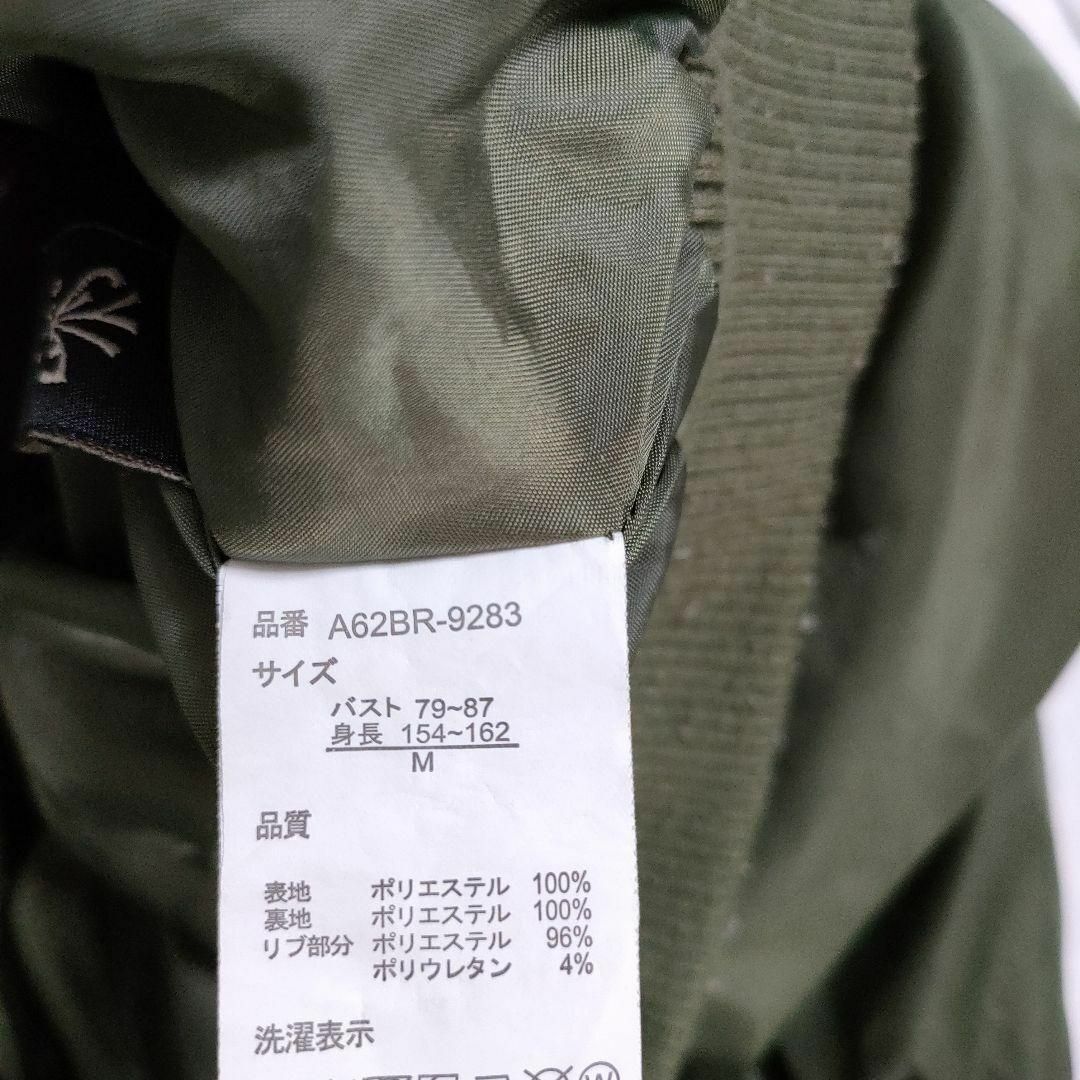 品番 A62BR-9283
サイズ
バスト 79~87
身長 154~162
M
品質
表地 ポリエステル 100%
裏地 ポリエステル 100%
リブ部分 ポリエステル 96%
ポリウレタン 4%
洗濯表示
W